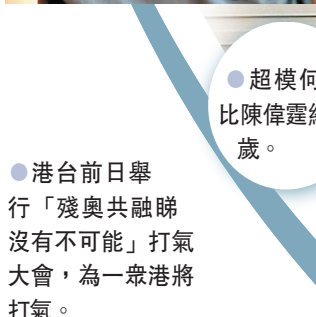 ●超模何
比陳偉霆
歲。
●港台前日舉
行「殘奧共融睇
沒有不可能」打氣
大會，為一眾港將
打氣。